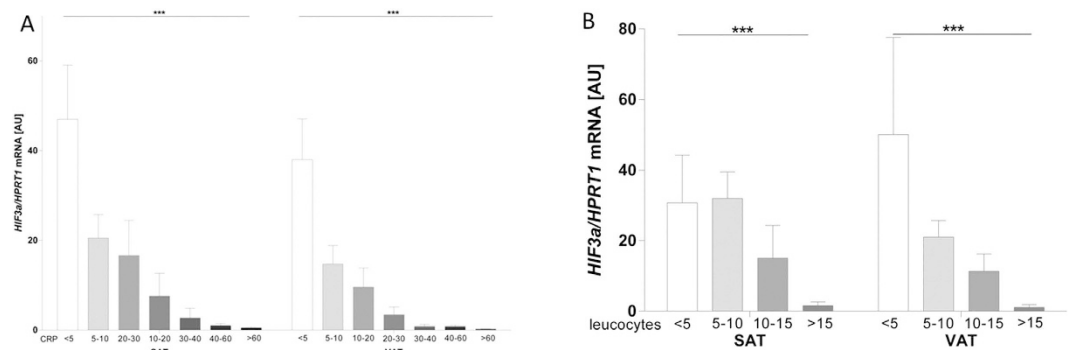 A
***
***
HIF3a/HPRT1 mRNA [AU]
60
40
20
0
CRP <5 5-10 20-30 10-20 30-40 40-60 >60 <5 5-10 10-20 20-30 30-40 40-60 >60
B
***
***
HIF3a/HPRT1 mRNA [AU]
80
60
40
20
0
leucocytes <5 5-10 10-15 >15 <5 5-10 10-15 >15
SAT VAT